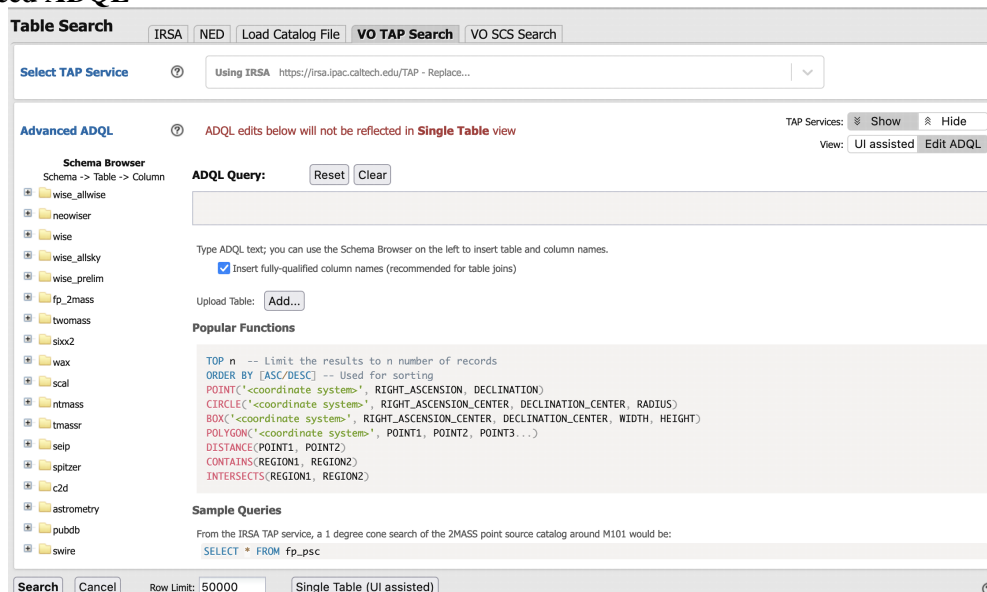 Table Search
IRSA NED Load Catalog File VO TAP Search VO SCS Search
Select TAP Service ? Using IRSA https://irsa.ipac.caltech.edu/TAP - Replace...
TAP Services: Show Hide
Advanced ADQL ? ADQL edits below will not be reflected in Single Table view
View: UI assisted Edit ADQL
Schema Browser
Schema -> Table -> Column
wise_allwise
neowiser
wise
wise_allsky
wise_prelim
fp_2mass
twomass
sixx2
wax
scal
ntmass
tmassr
seip
spitzer
c2d
astrometry
pubdb
swire
ADQL Query: Reset Clear
Type ADQL text; you can use the Schema Browser on the left to insert table and column names.
Insert fully-qualified column names (recommended for table joins)
Upload Table: Add...
Popular Functions
TOP n -- Limit the results to n number of records
ORDER BY [ASC/DESC] -- Used for sorting
POINT('<coordinate system>', RIGHT_ASCENSION, DECLINATION)
CIRCLE('<coordinate system>', RIGHT_ASCENSION_CENTER, DECLINATION_CENTER, RADIUS)
BOX('<coordinate system>', RIGHT_ASCENSION_CENTER, DECLINATION_CENTER, WIDTH, HEIGHT)
POLYGON('<coordinate system>', POINT1, POINT2, POINT3...)
DISTANCE(POINT1, POINT2)
CONTAINS(REGION1, REGION2)
INTERSECTS(REGION1, REGION2)
Sample Queries
From the IRSA TAP service, a 1 degree cone search of the 2MASS point source catalog around M101 would be:
SELECT * FROM fp_psc
Search Cancel Row Limit: 50000 Single Table (UI assisted)